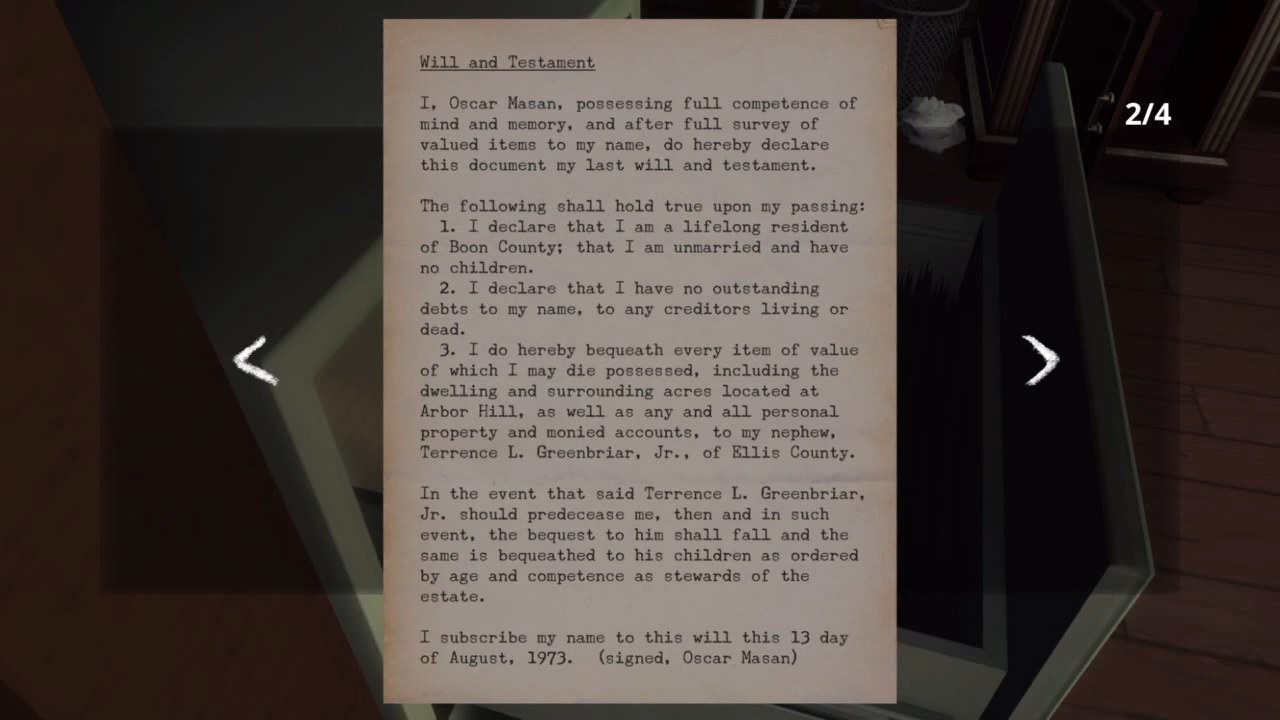 Will and Testament
I, Oscar Masan, possessing full competence of
mind and memory, and after full survey of
valued items to my name, do hereby declare
this document my last will and testament.
The following shall hold true upon my passing:
1. I declare that I am a lifelong resident
of Boon County; that I am unmarried and have
no children.
2. I declare that I have no outstanding
debts to my name, to any creditors living or
dead.
3. I do hereby bequeath every item of value
of which I may die possessed, including the
dwelling and surrounding acres located at
Arbor Hill, as well as any and all personal
property and monied accounts, to my nephew,
Terrence L. Greenbriar, Jr., of Ellis County.
In the event that said Terrence L. Greenbriar,
Jr. should predecease me, then and in such
event, the bequest to him shall fall and the
same is bequeathed to his children as ordered
by age and competence as stewards of the
estate.
I subscribe my name to this will this 13 day
of August, 1973. (signed, Oscar Masan)
2/4